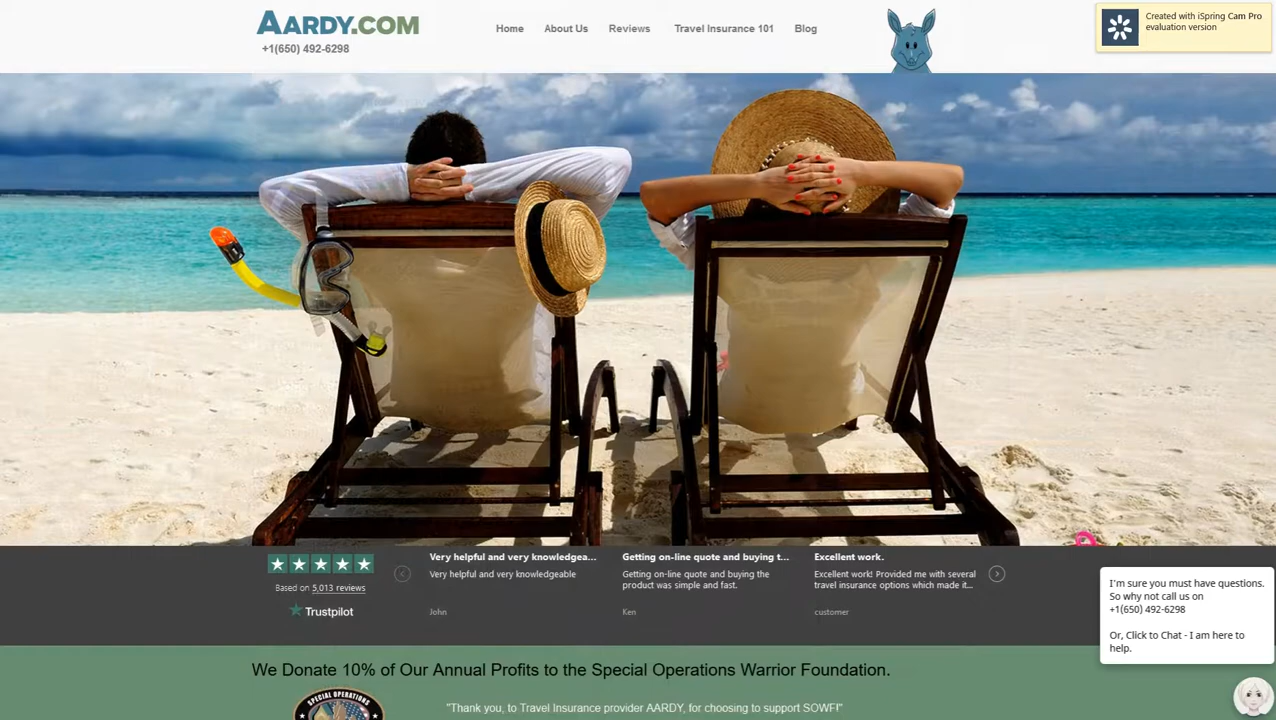 AARDY.COM
+1(650) 492-6298
Home About Us Reviews Travel Insurance 101 Blog
Created with iSpring Cam Pro
evaluation version
Based on 5,013 reviews
Trustpilot
Very helpful and very knowledgea...
Very helpful and very knowledgeable
John
Getting on-line quote and buying t...
Getting on-line quote and buying the
product was simple and fast.
Ken
Excellent work.
Excellent work! Provided me with several
travel insurance options which made it...
customer
I'm sure you must have questions.
So why not call us on
+1(650) 492-6298
Or, Click to Chat - I am here to
help.
We Donate 10% of Our Annual Profits to the Special Operations Warrior Foundation.
SPECIAL OPERATIONS
"Thank you, to Travel Insurance provider AARDY, for choosing to support SOWF!"